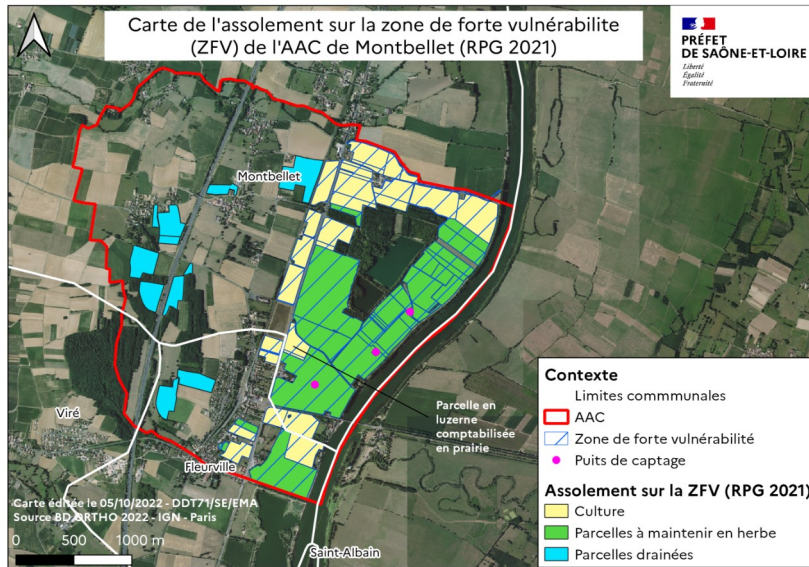 Carte de l'assolement sur la zone de forte vulnérabilite
(ZFV) de l'AAC de Montbellet (RPG 2021)
PRÉFET
DE SAÔNE-ET-LOIRE
Liberté
Égalité
Fraternité
Montbellet
Parcelle en
luzerne
comptabilisée
en prairie
Viré
Fleurville
Saint-Albain
Contexte
Limites commmunales
AAC
Zone de forte vulnérabilité
Puits de captage
Assolement sur la ZFV (RPG 2021)
Culture
Parcelles à maintenir en herbe
Parcelles drainées
Carte éditée le 05/10/2022 - DDT71/SE/EMA
Source BD ORTHO 2022 - IGN - Paris
0 500 1000 m